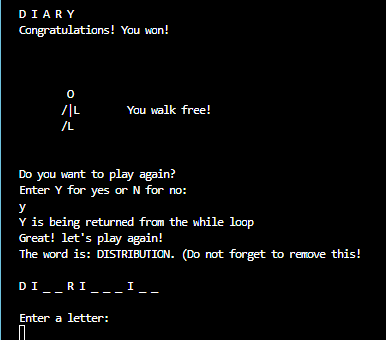 D I A R Y
Congratulations! You won!
O
/|L You walk free!
/L
Do you want to play again?
Enter Y for yes or N for no:
y
Y is being returned from the while loop
Great! let's play again!
The word is: DISTRIBUTION. (Do not forget to remove this!
D I _ _ R I _ _ _ I _ _
Enter a letter: